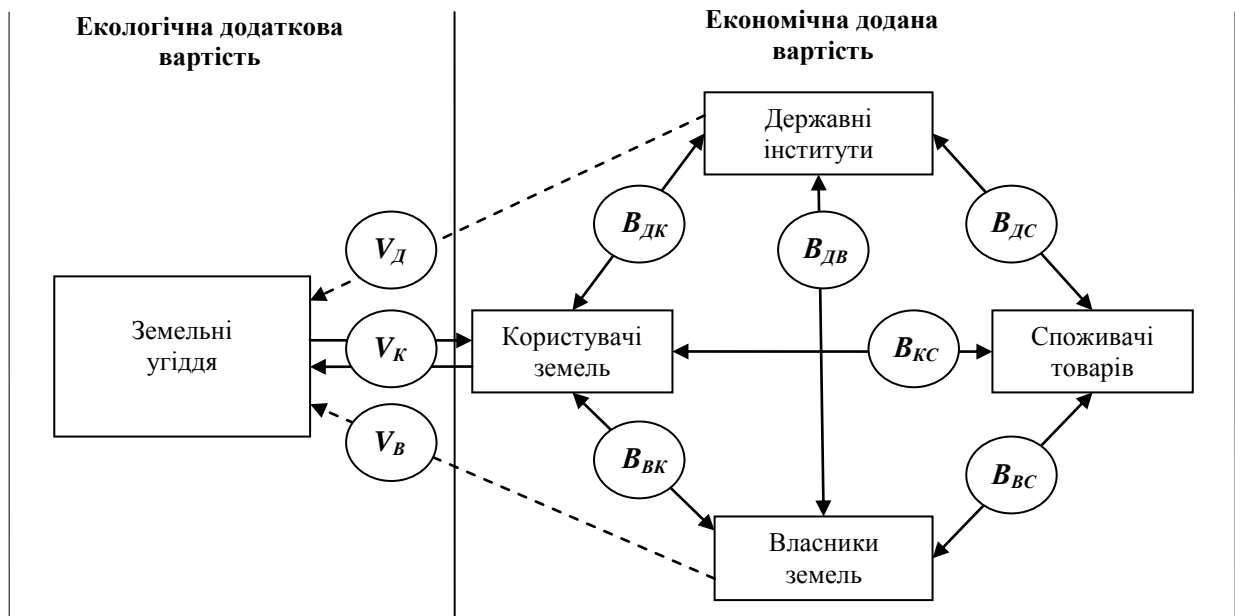 Екологічна додаткова
вартість
Економічна додана
вартість
Державні
інститути
V_Д
B_ДК
B_ДВ
B_ДС
Земельні
угіддя
V_К
Користувачі
земель
B_КС
Споживачі
товарів
V_В
B_ВК
B_ВС
Власники
земель